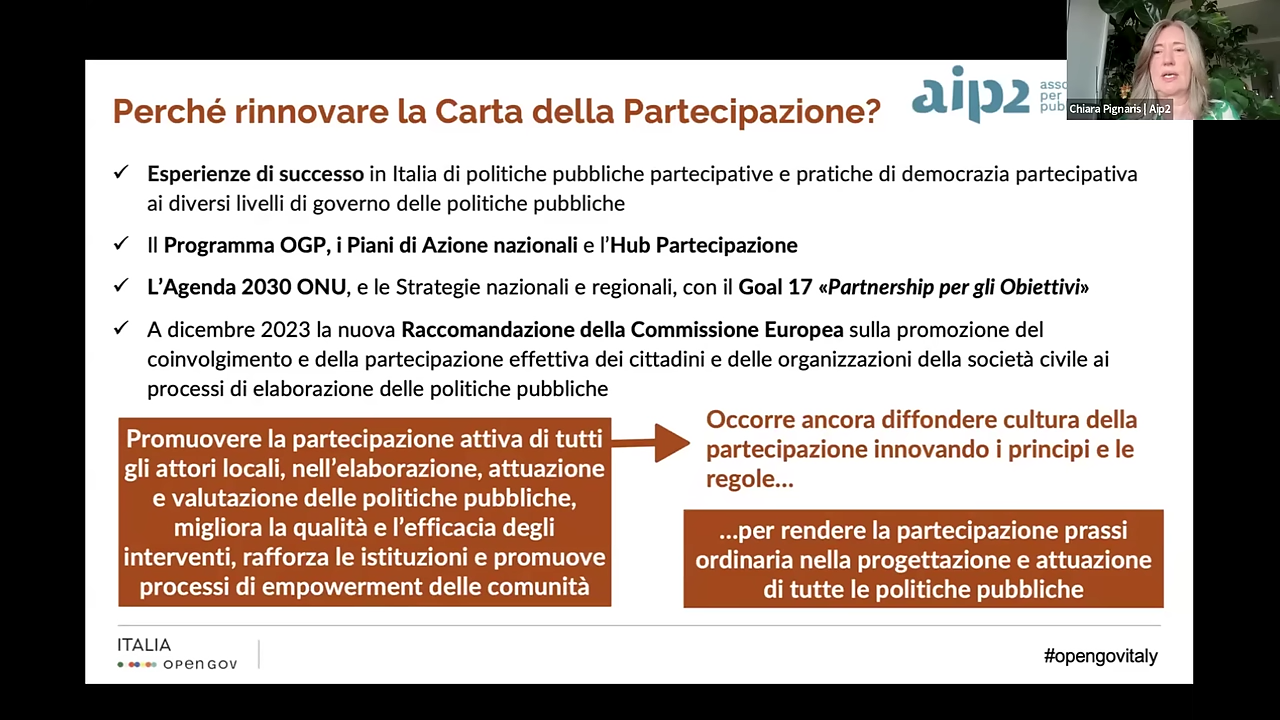 Perché rinnovare la Carta della Partecipazione?
aip2
per
Chiara Pignaris | Aip2
✓ Esperienze di successo in Italia di politiche pubbliche partecipative e pratiche di democrazia partecipativa
ai diversi livelli di governo delle politiche pubbliche
✓ Il Programma OGP, i Piani di Azione nazionali e l’Hub Partecipazione
✓ L’Agenda 2030 ONU, e le Strategie nazionali e regionali, con il Goal 17 «Partnership per gli Obiettivi»
✓ A dicembre 2023 la nuova Raccomandazione della Commissione Europea sulla promozione del
coinvolgimento e della partecipazione effettiva dei cittadini e delle organizzazioni della società civile ai
processi di elaborazione delle politiche pubbliche
Promuovere la partecipazione attiva di tutti
gli attori locali, nell’elaborazione, attuazione
e valutazione delle politiche pubbliche,
migliora la qualità e l’efficacia degli
interventi, rafforza le istituzioni e promuove
processi di empowerment delle comunità
Occorre ancora diffondere cultura della
partecipazione innovando i principi e le
regole...
...per rendere la partecipazione prassi
ordinaria nella progettazione e attuazione
di tutte le politiche pubbliche
ITALIA
OPENGOV
#opengovitaly